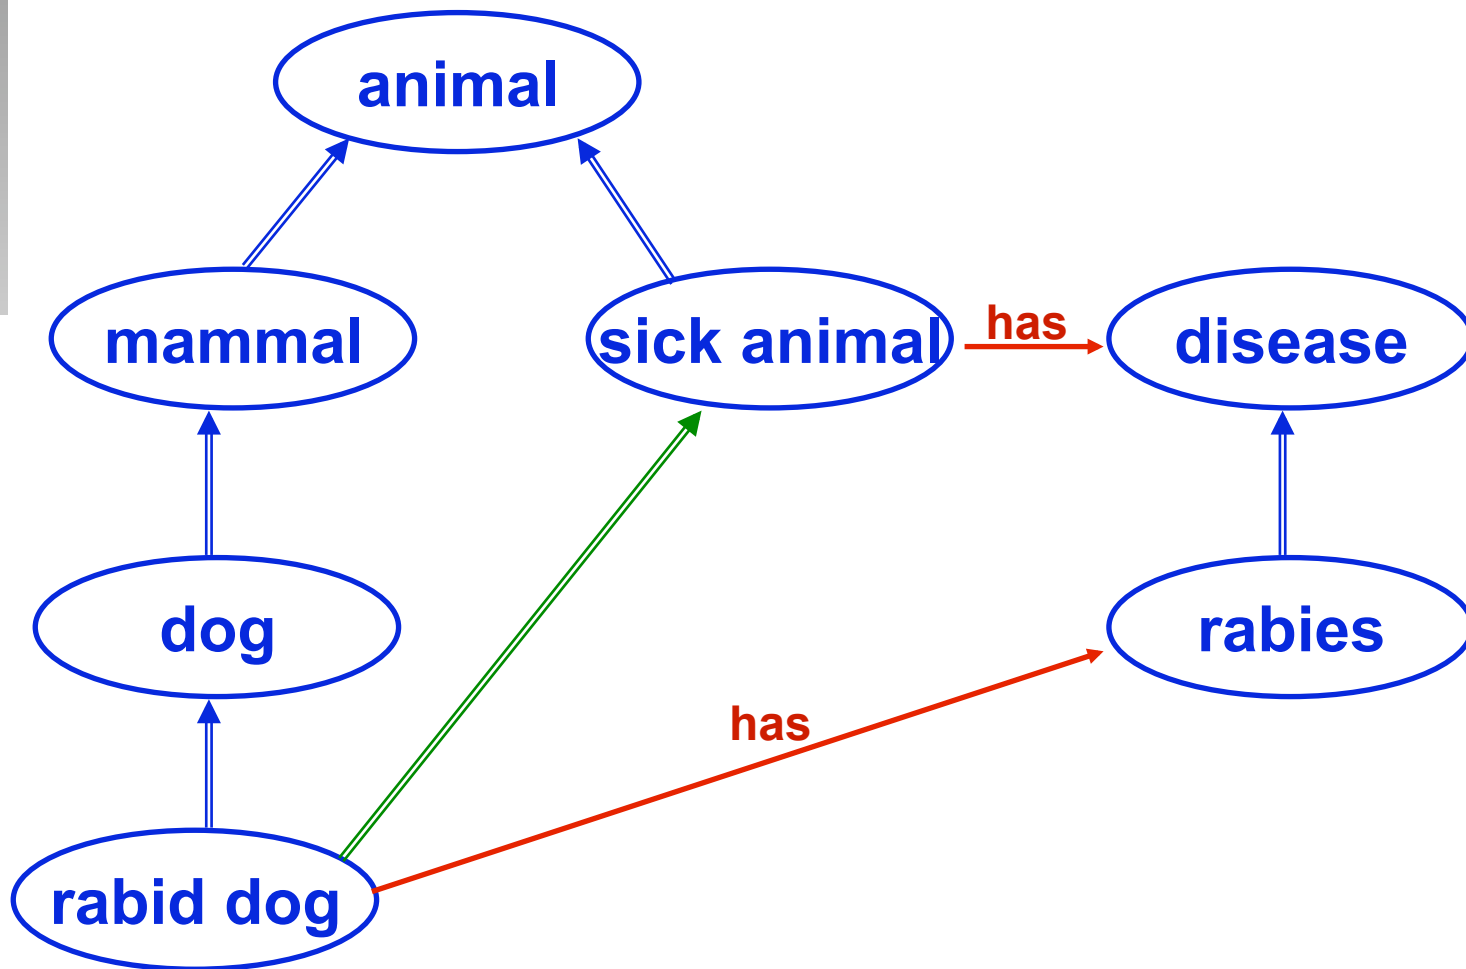 animal
mammal
sick animal
has
disease
dog
rabies
has
rabid dog